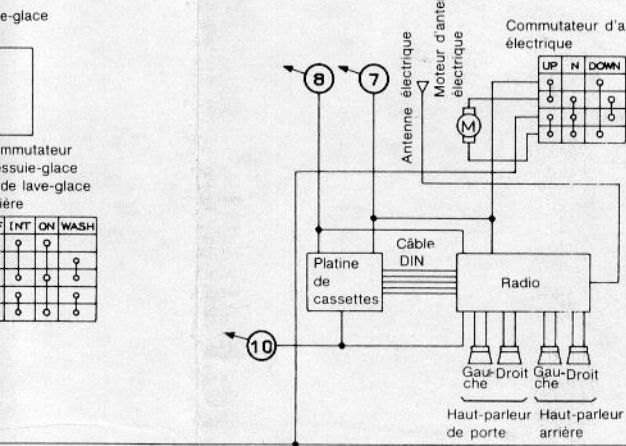 e-glace
mmutateur
essuie-glace
de lave-glace
ière
INT ON WASH
8
7
Antenne électrique
Moteur d'ante
électrique
Commutateur d'a
électrique
UP N DOWN
M
Câble
DIN
Platine
de
cassettes
Radio
10
Gau-
che
Droit
Gau-
che
Droit
Haut-parleur
de porte
Haut-parleur
arrière